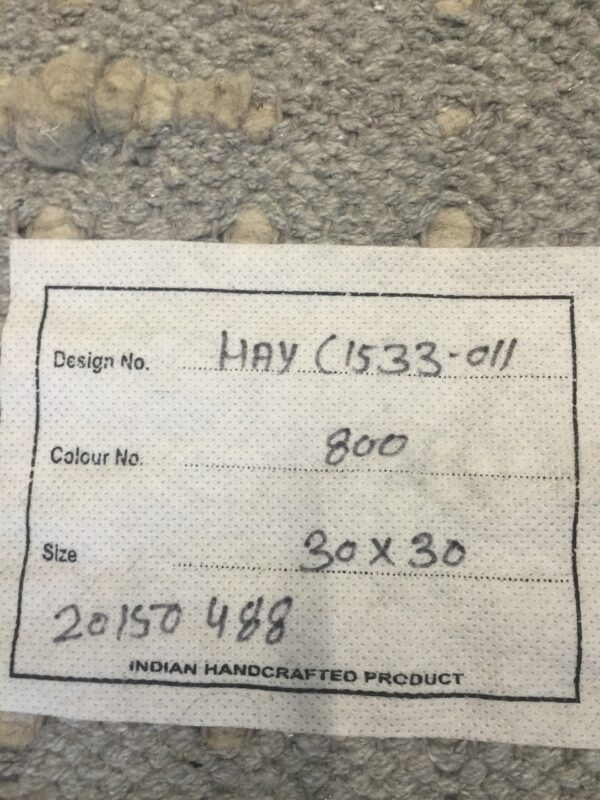 Design No. HAY C1533-011
Colour No. 800
Size 30 x 30
20150 488
INDIAN HANDCRAFTED PRODUCT